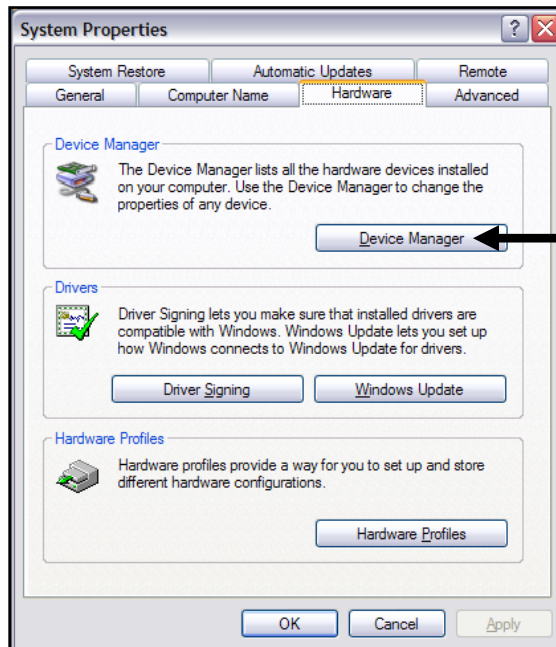 System Properties
?
System Restore Automatic Updates Remote
General Computer Name Hardware Advanced
Device Manager
The Device Manager lists all the hardware devices installed
on your computer. Use the Device Manager to change the
properties of any device.
Device Manager
Drivers
Driver Signing lets you make sure that installed drivers are
compatible with Windows. Windows Update lets you set up
how Windows connects to Windows Update for drivers.
Driver Signing Windows Update
Hardware Profiles
Hardware profiles provide a way for you to set up and store
different hardware configurations.
Hardware Profiles
OK Cancel Apply